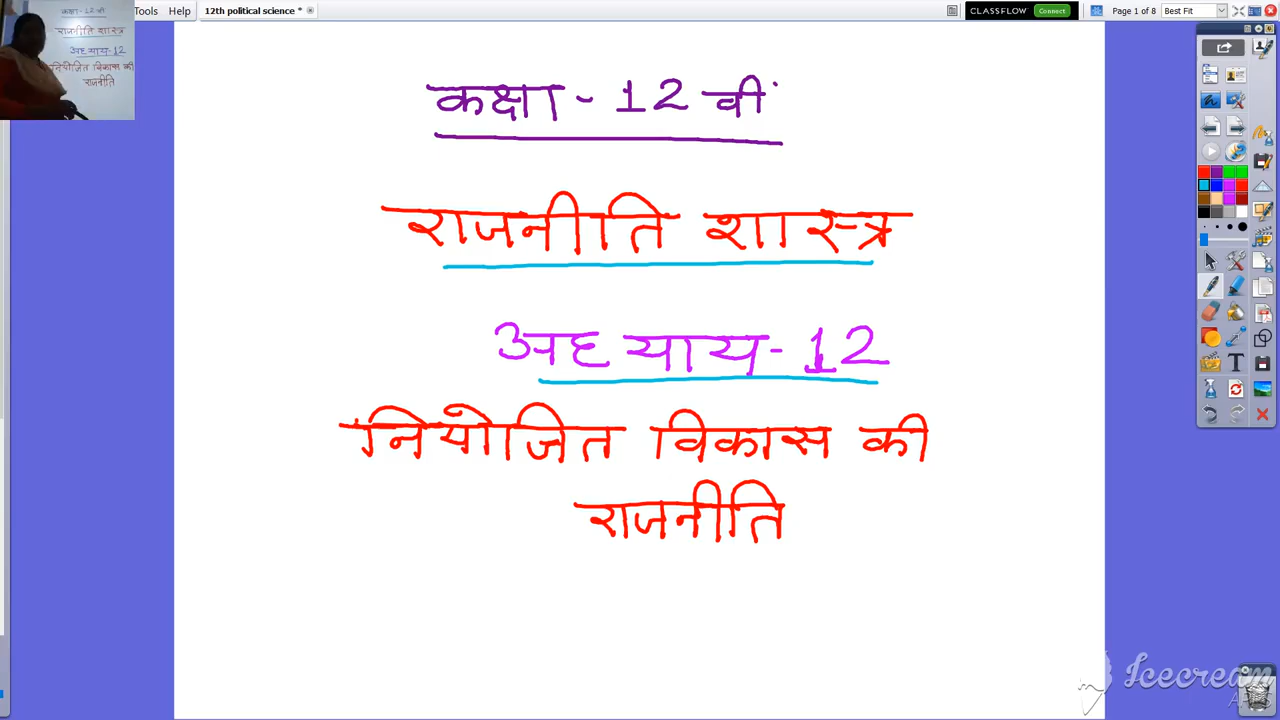 Tools Help 12th political science * CLASSFLOW Connect Page 1 of 8 Best Fit
कक्षा - 12 वीं
राजनीति शास्त्र
अध्याय-12
नियोजित विकास की
राजनीति
Icecream
APPS